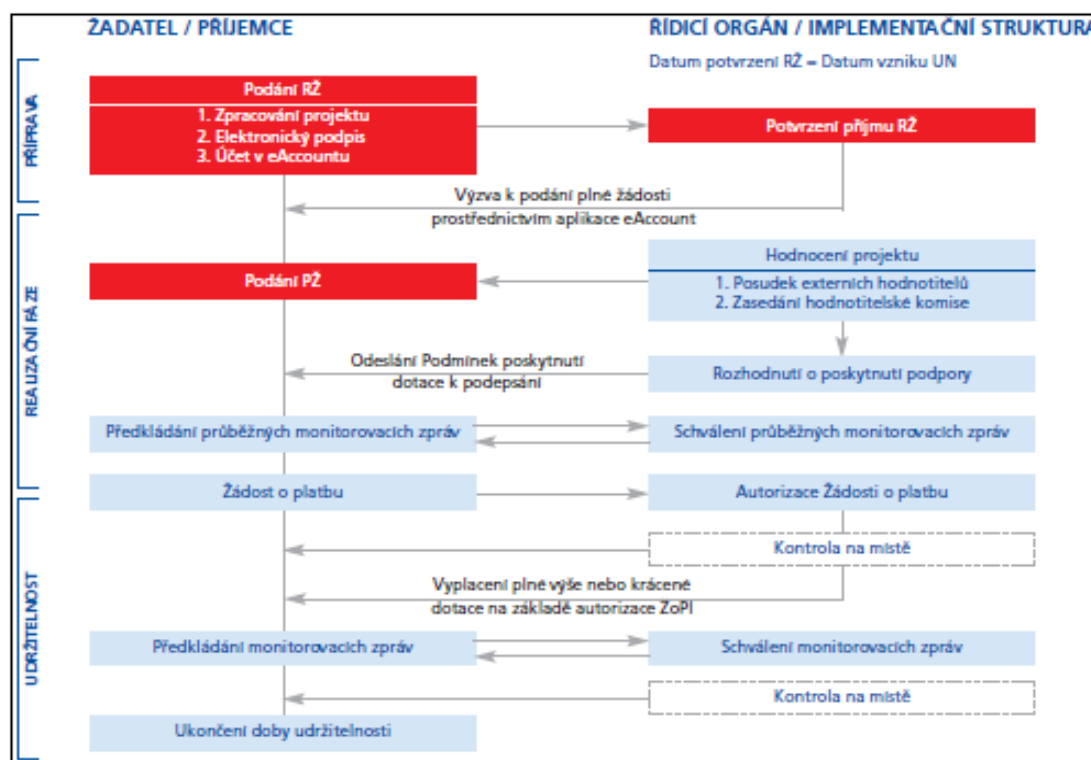 ŽADATEL / PŘÍJEMCE
ŘÍDICÍ ORGÁN / IMPLEMENTAČNÍ STRUKTURA
Datum potvrzení RŽ = Datum vzniku UN
PŘÍPRAVA
Podání RŽ
1. Zpracování projektu
2. Elektronický podpis
3. Účet v eAccountu
Potvrzení příjmu RŽ
Výzva k podání plné žádosti
prostřednictvím aplikace eAccount
REALIZAČNÍ FÁZE
Podání PŽ
Hodnocení projektu
1. Posudek externích hodnotitelů
2. Zasedání hodnotitelské komise
Odeslání Podmínek poskytnutí
dotace k podepsání
Rozhodnutí o poskytnutí podpory
Předkládání průběžných monitorovacích zpráv
Schválení průběžných monitorovacích zpráv
UDRŽITELNOST
Žádost o platbu
Autorizace Žádosti o platbu
Kontrola na místě
Vyplacení plné výše nebo krácené
dotace na základě autorizace ZoPl
Předkládání monitorovacích zpráv
Schválení monitorovacích zpráv
Kontrola na místě
Ukončení doby udržitelnosti